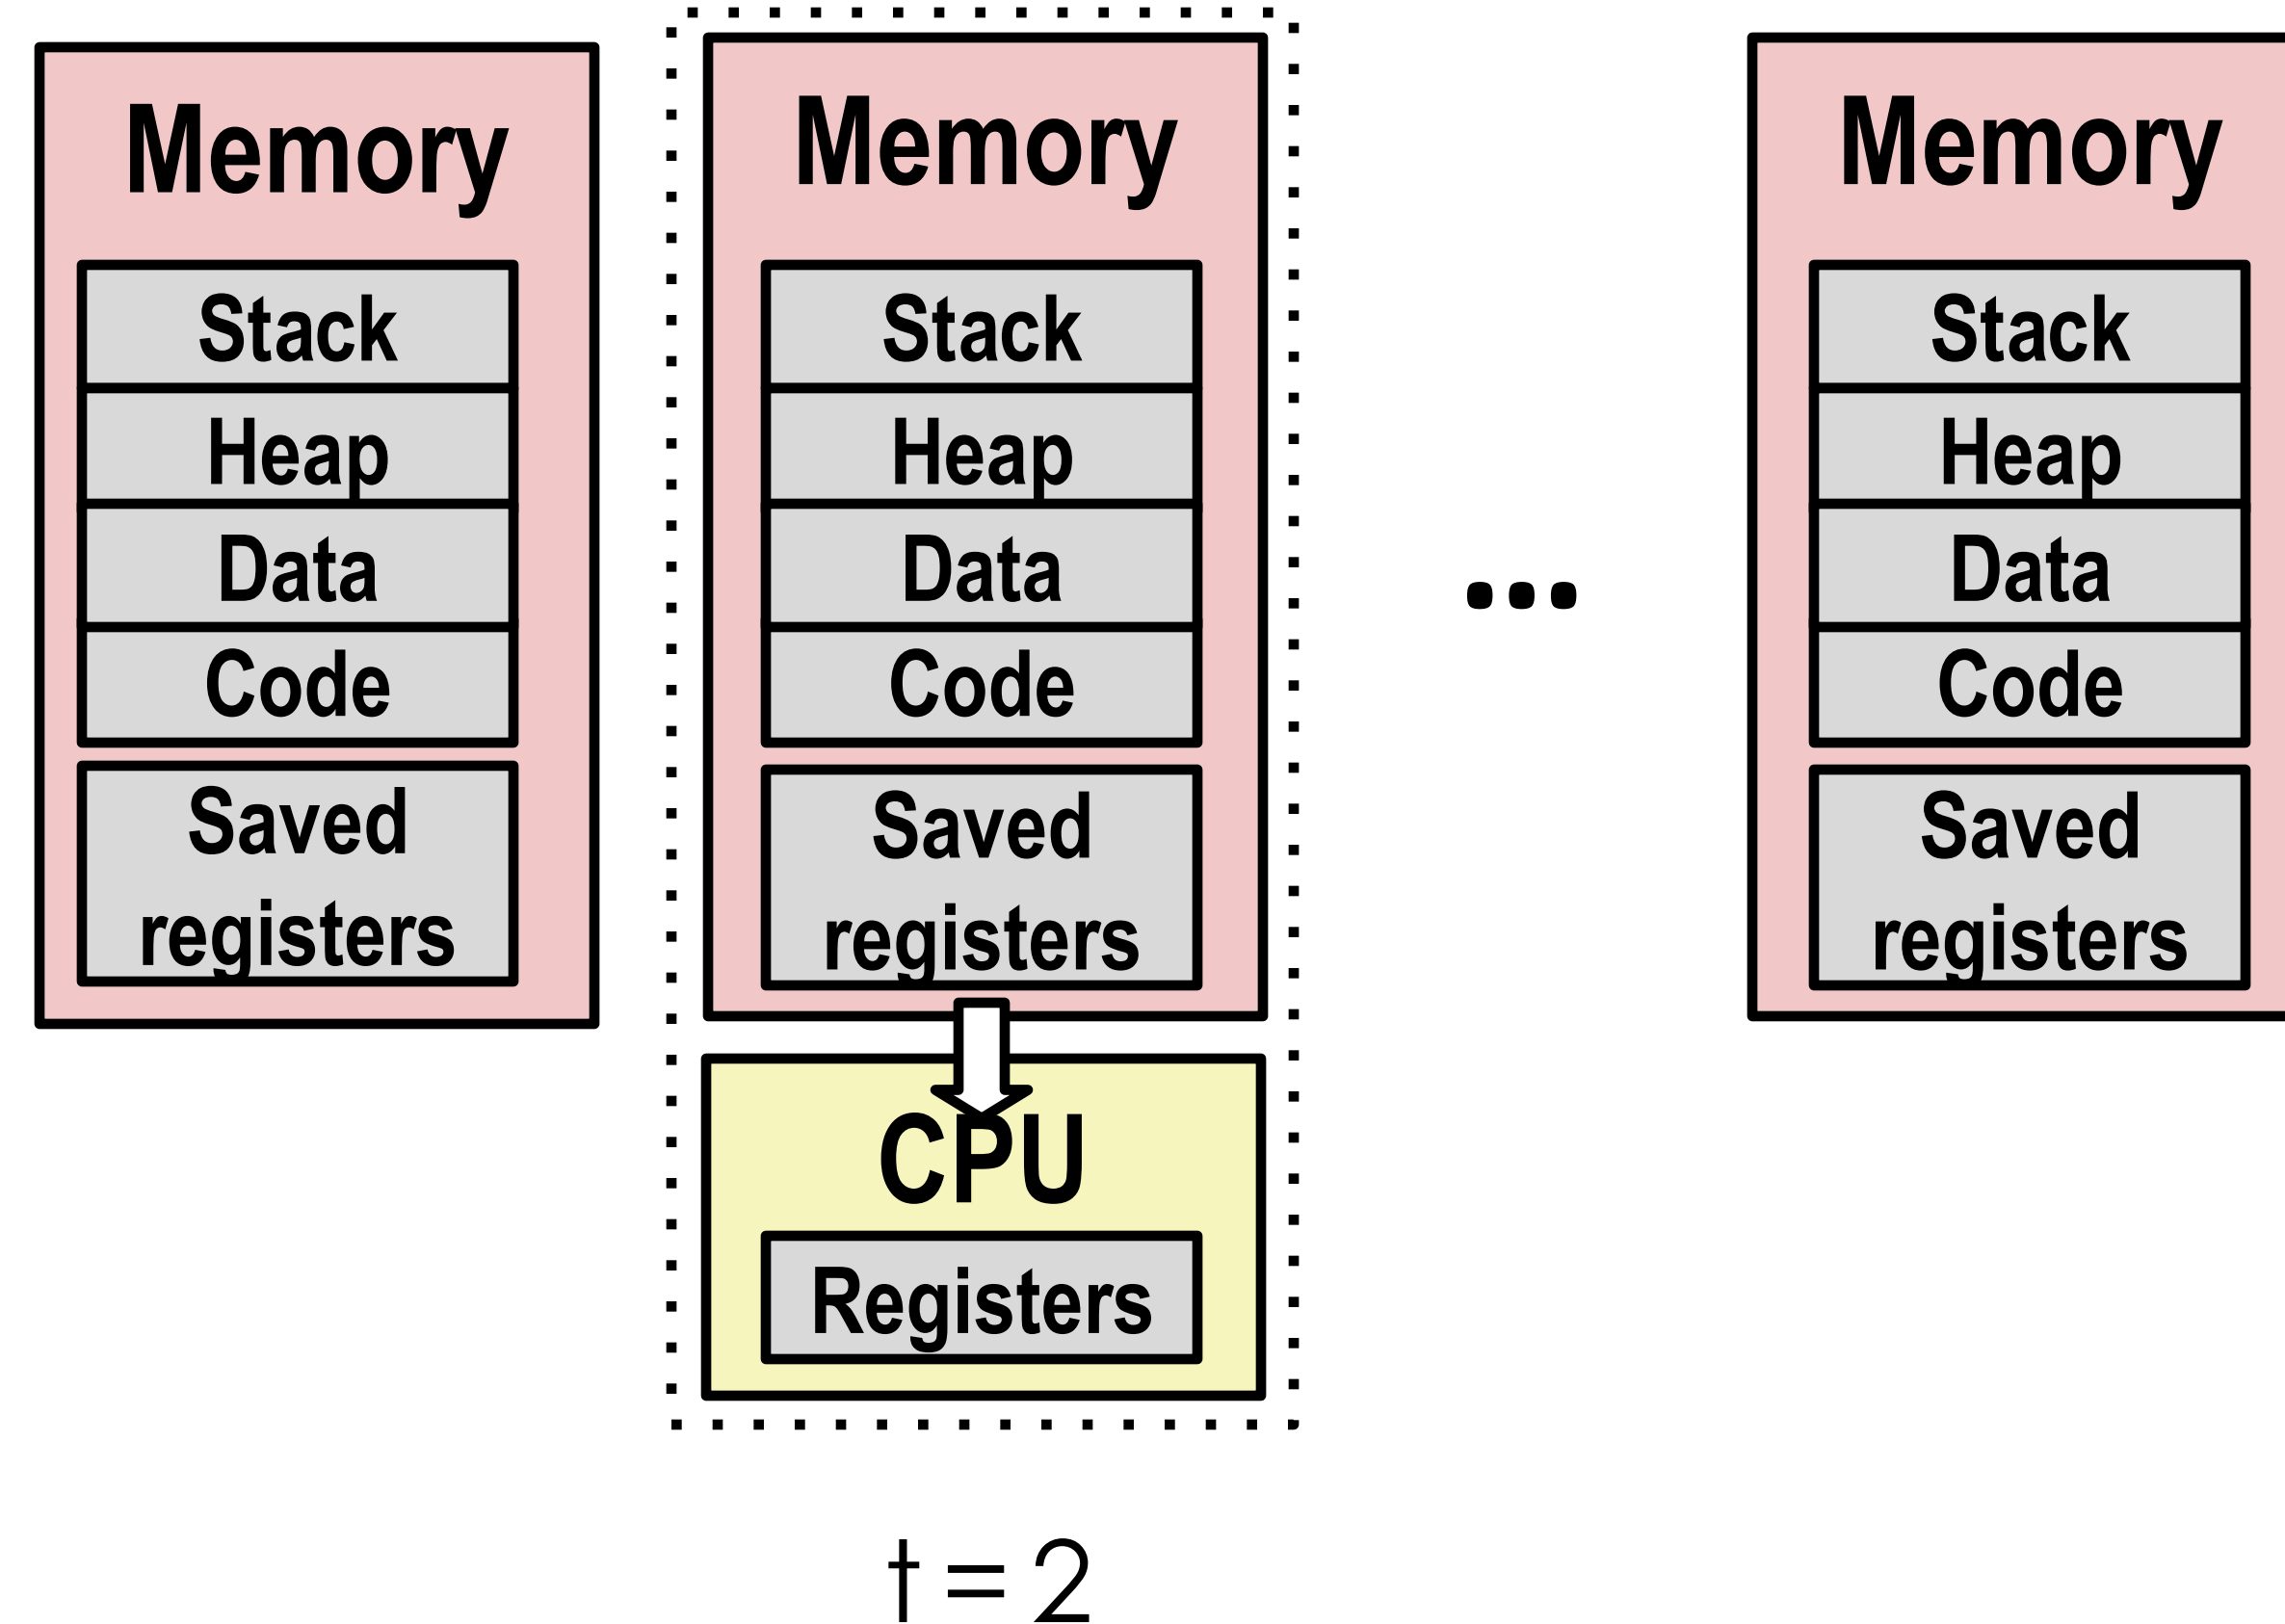 Memory
Stack
Heap
Data
Code
Saved
registers
Memory
Stack
Heap
Data
Code
Saved
registers
CPU
Registers
...
Memory
Stack
Heap
Data
Code
Saved
registers
t = 2